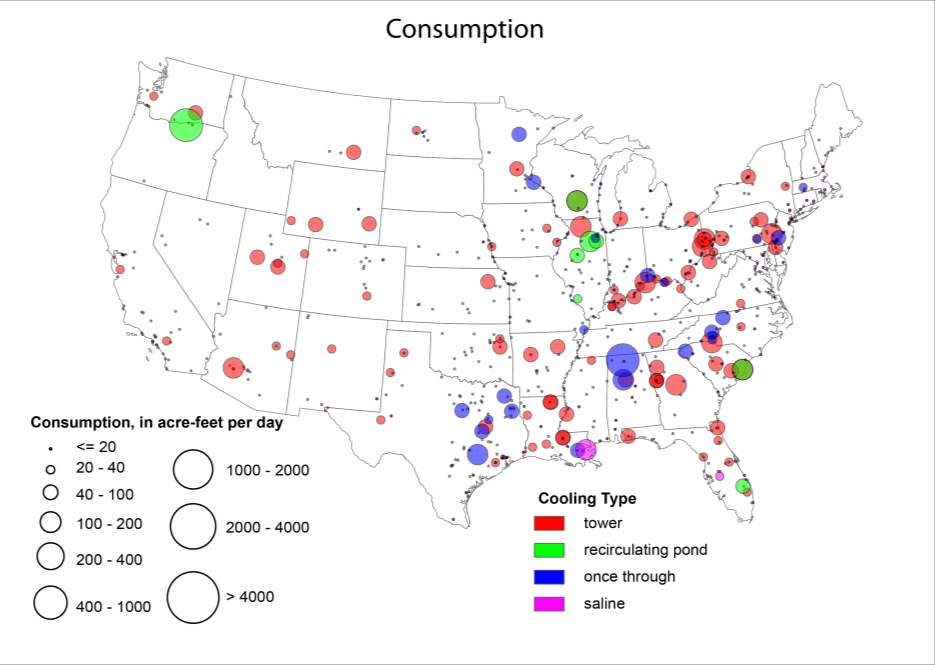 Consumption
Consumption, in acre-feet per day
<= 20
20 - 40
40 - 100
100 - 200
200 - 400
400 - 1000
1000 - 2000
2000 - 4000
> 4000
Cooling Type
tower
recirculating pond
once through
saline